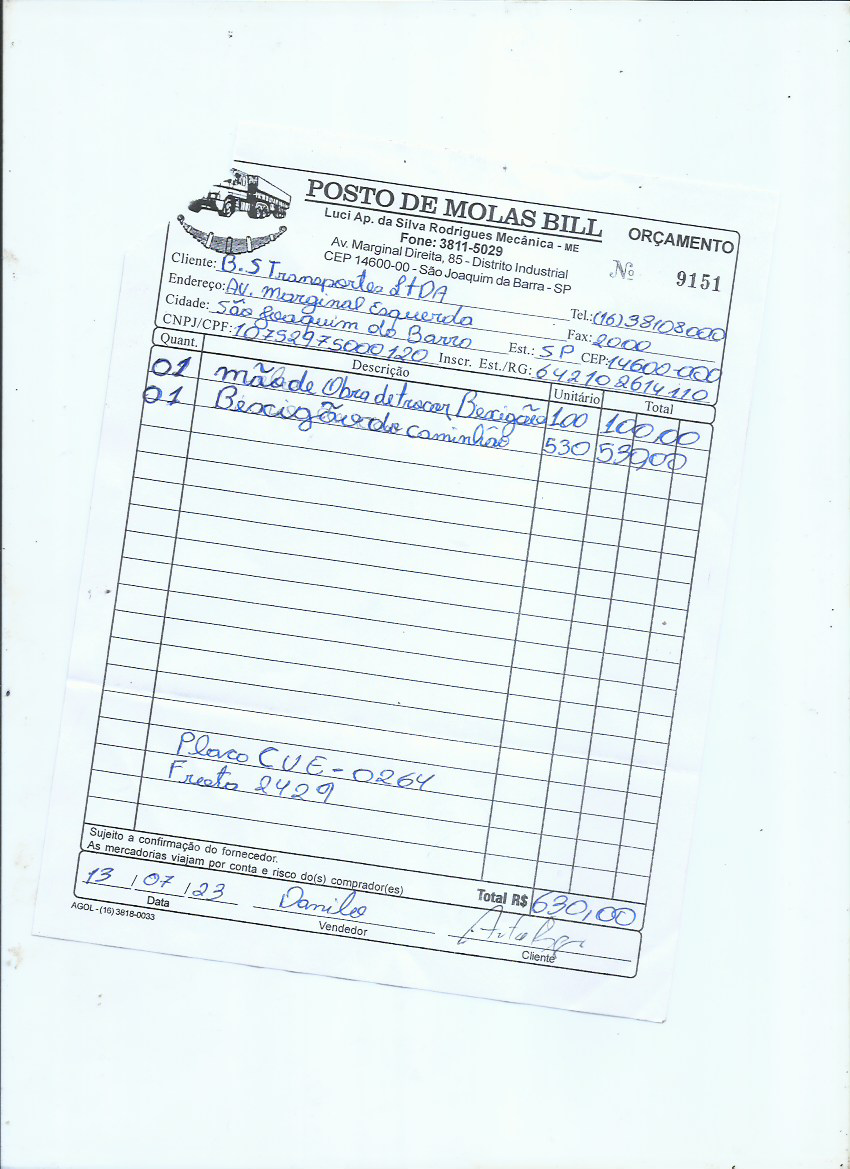 POSTO DE MOLAS BILL
Luci Ap. da Silva Rodrigues Mecânica - ME
Fone: 3811-5029
Av. Marginal Direita, 85 - Distrito Industrial
CEP 14600-00 - São Joaquim da Barra - SP
ORÇAMENTO
Nº 9151
Cliente: B.S Transportes LtDA Tel.: (16) 38108000
Endereço: AV. Marginal Esquerda Fax: 2000
Cidade: São Joaquim da Barra Est.: SP CEP: 14600-000
CNPJ/CPF: 10752975000120 Inscr. Est./RG: 642102614110
Quant. Descrição Unitário Total
01 mão de Obra de trocar Bexigão 100 100,00
01 Bexigão do caminhão 530 530,00
Placa CUE-0264
Frota 2429
Sujeito a confirmação do fornecedor.
As mercadorias viajam por conta e risco do(s) comprador(es)
Total R$ 630,00
13 / 07 / 23 Danilo
Data Vendedor Cliente
AGOL - (16) 3818-0033